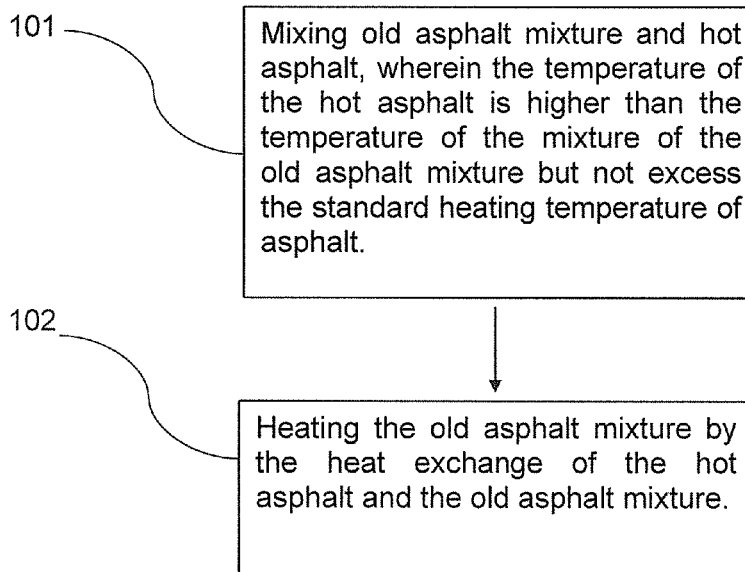 101
Mixing old asphalt mixture and hot
asphalt, wherein the temperature of
the hot asphalt is higher than the
temperature of the mixture of the
old asphalt mixture but not excess
the standard heating temperature of
asphalt.
102
Heating the old asphalt mixture by
the heat exchange of the hot
asphalt and the old asphalt mixture.